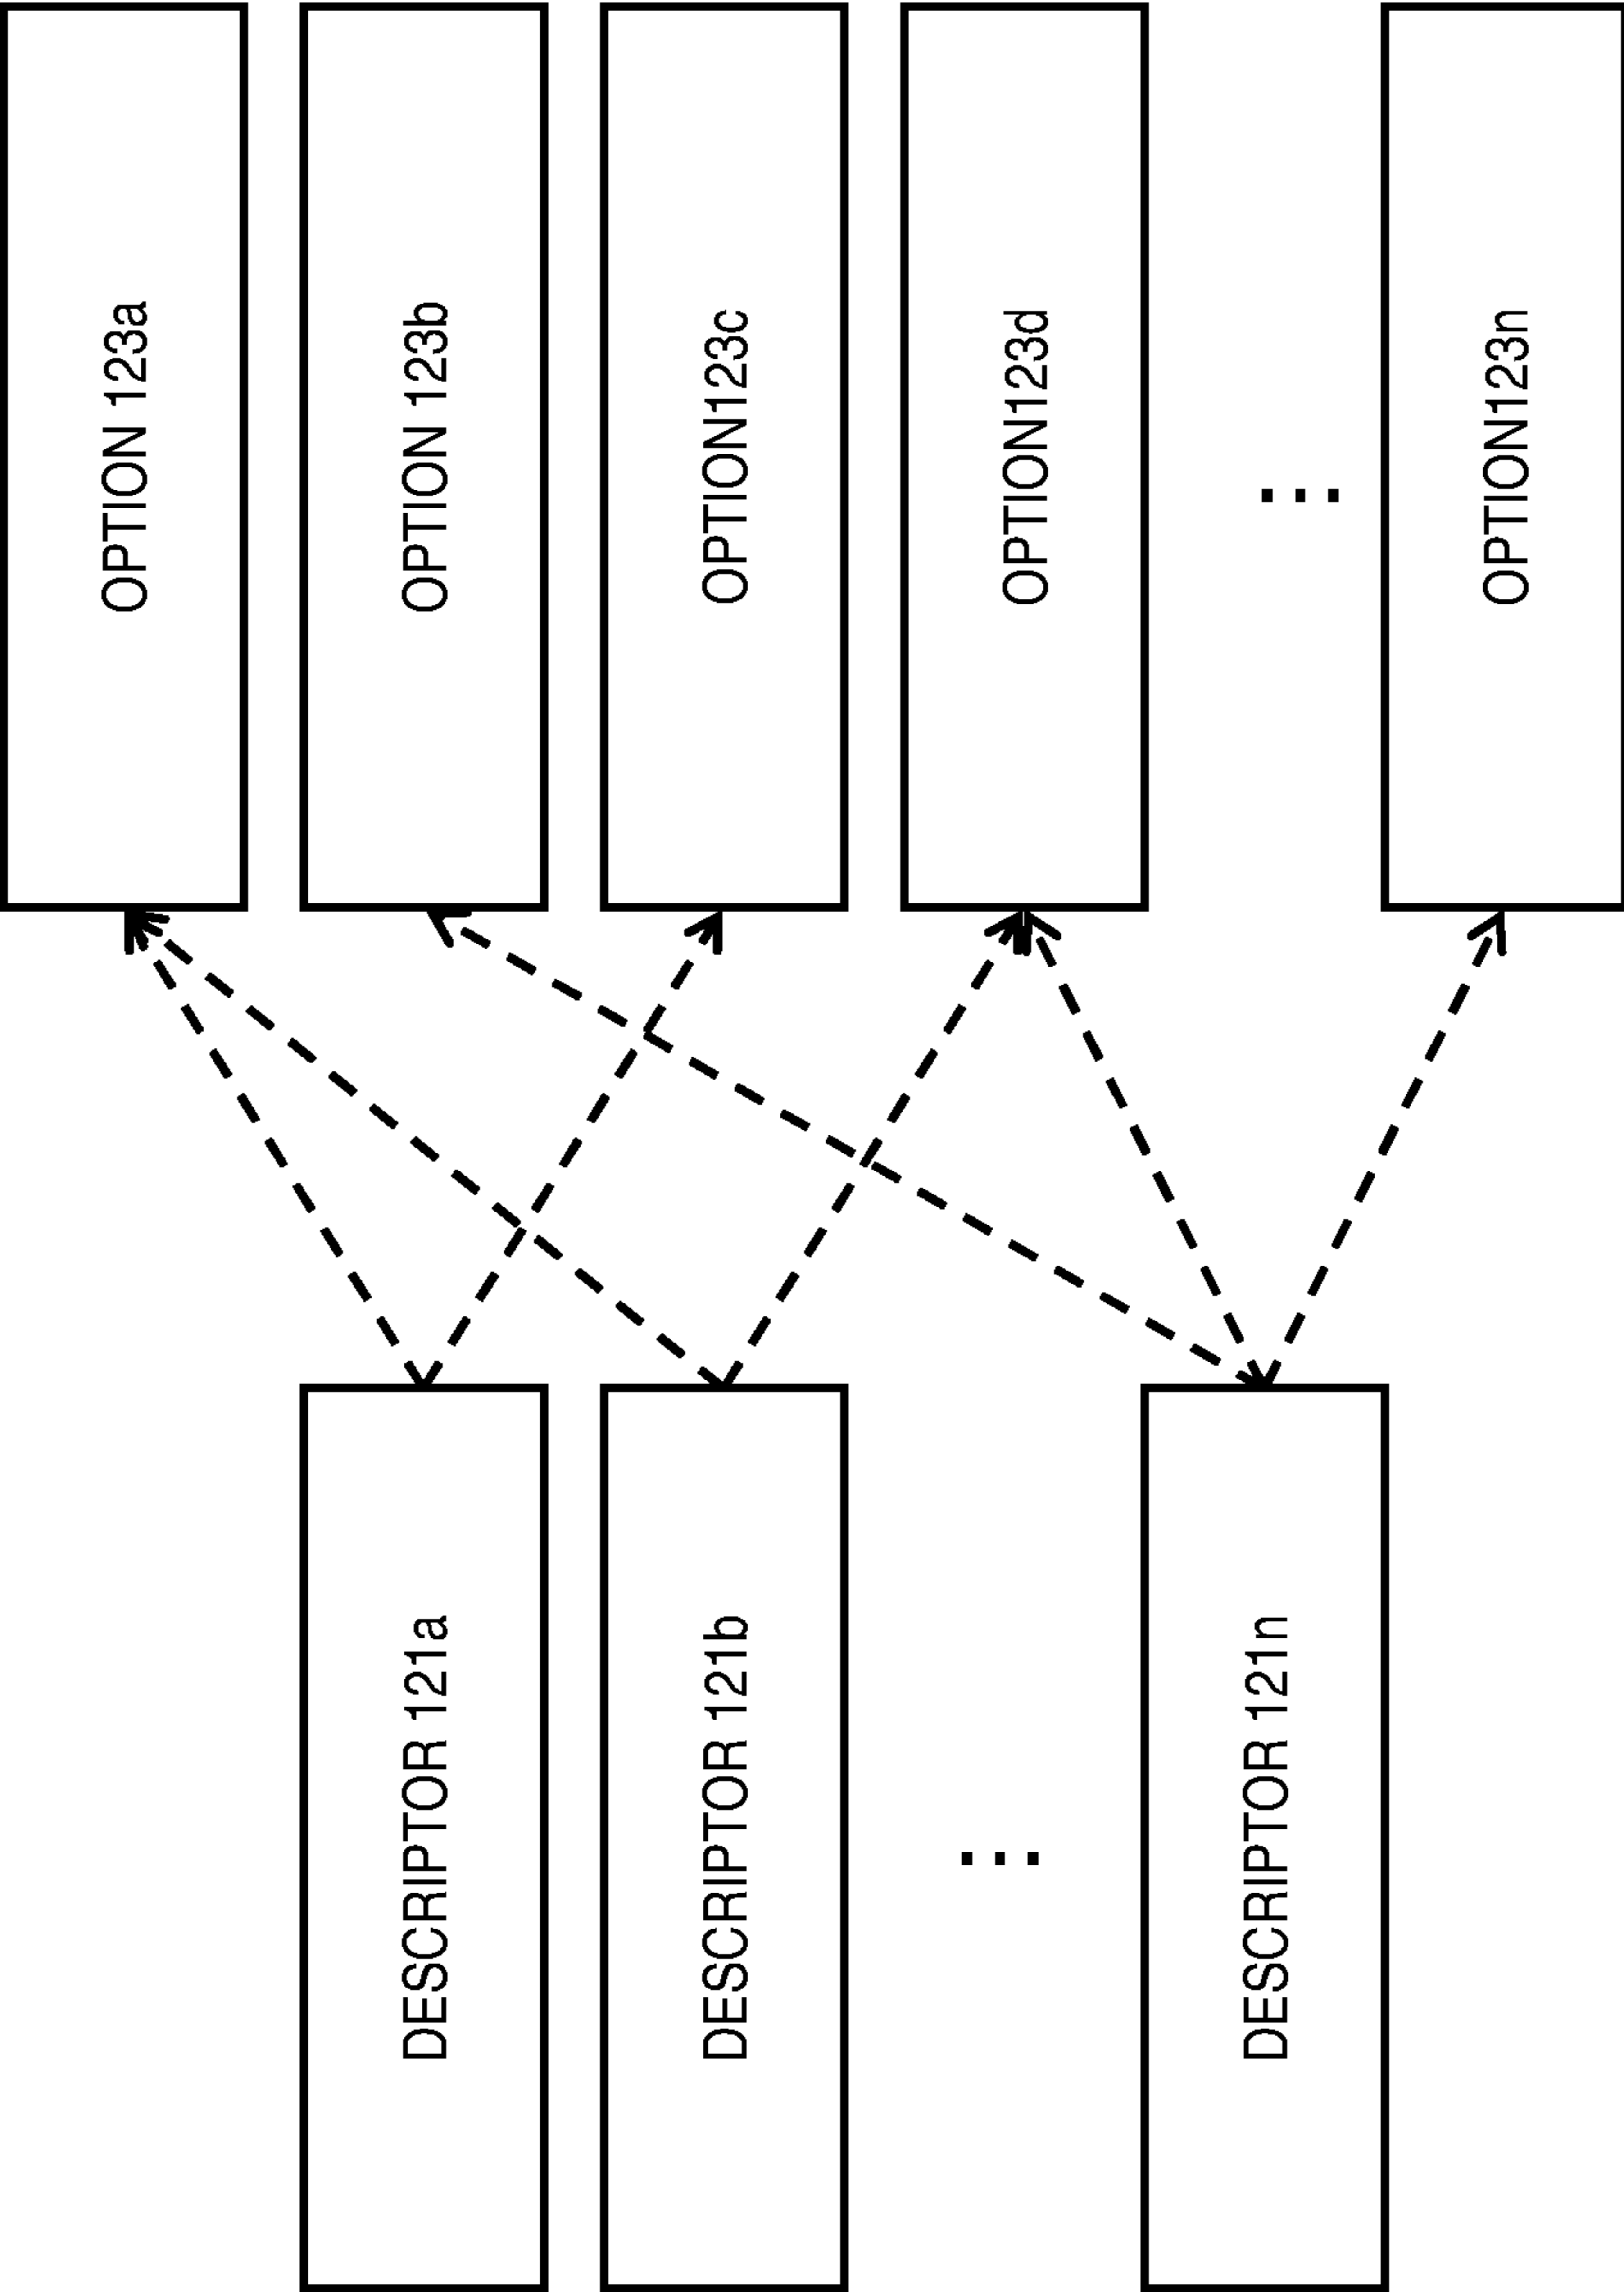 DESCRIPTOR 121a
DESCRIPTOR 121b
...
DESCRIPTOR 121n
OPTION 123a
OPTION 123b
OPTION123c
OPTION123d
...
OPTION123n